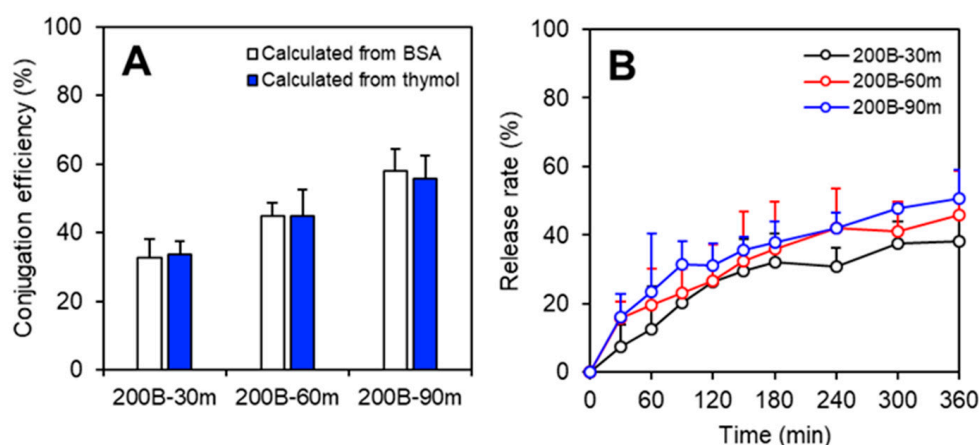 A
Calculated from BSA
Calculated from thymol
Conjugation efficiency (%)
100
80
60
40
20
0
200B-30m 200B-60m 200B-90m
B
200B-30m
200B-60m
200B-90m
Release rate (%)
100
80
60
40
20
0
0 60 120 180 240 300 360
Time (min)